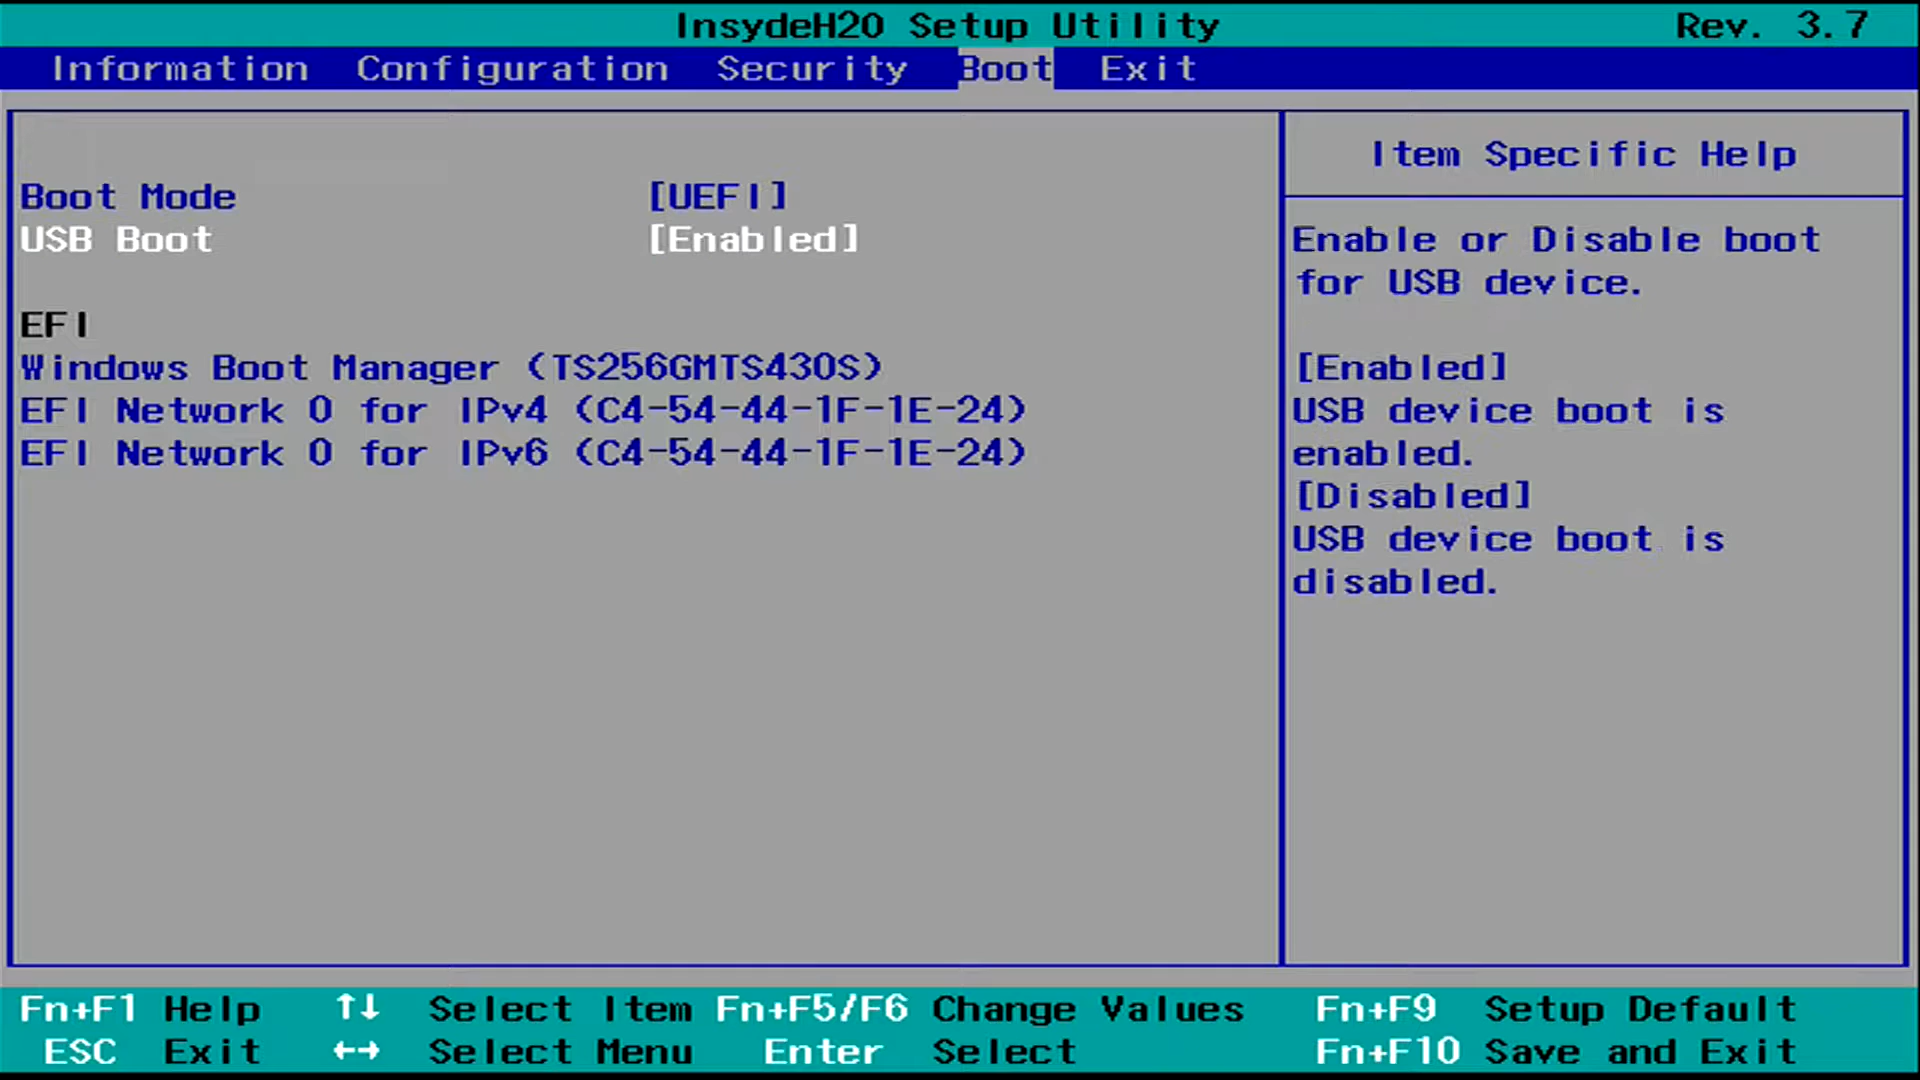 InsydeH20 Setup Utility Rev. 3.7
Information Configuration Security Boot Exit
Item Specific Help
Boot Mode [UEFI]
USB Boot [Enabled]
EFI
Windows Boot Manager (TS256GMTS430S)
EFI Network 0 for IPv4 (C4-54-44-1F-1E-24)
EFI Network 0 for IPv6 (C4-54-44-1F-1E-24)
Enable or Disable boot
for USB device.
[Enabled]
USB device boot is
enabled.
[Disabled]
USB device boot is
disabled.
Fn+F1 Help ↑↓ Select Item Fn+F5/F6 Change Values Fn+F9 Setup Default
ESC Exit ←→ Select Menu Enter Select Fn+F10 Save and Exit